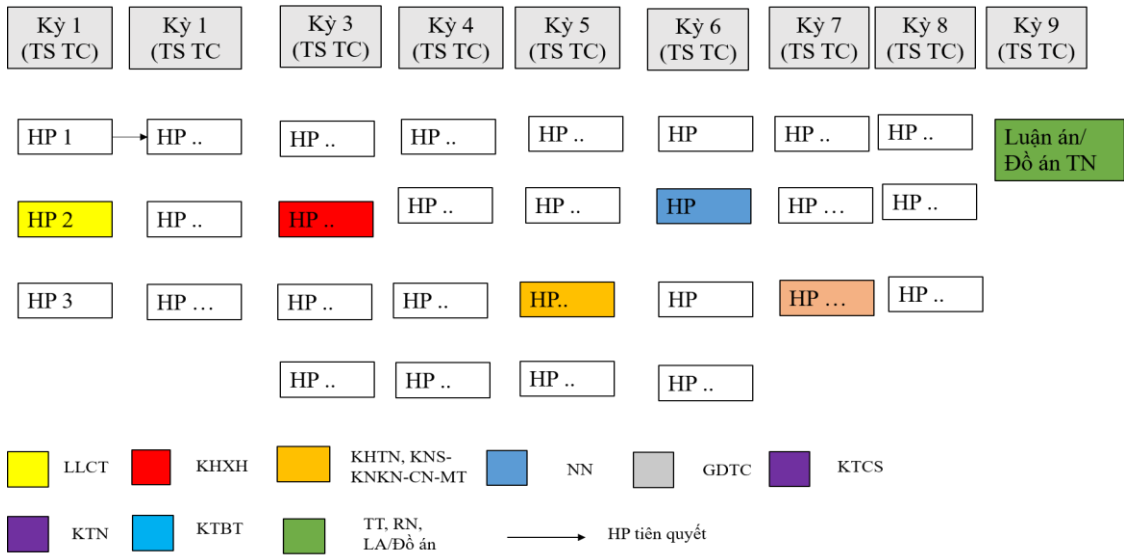 Kỳ 1
(TS TC)
Kỳ 1
(TS TC
Kỳ 3
(TS TC)
Kỳ 4
(TS TC)
Kỳ 5
(TS TC)
Kỳ 6
(TS TC)
Kỳ 7
(TS TC)
Kỳ 8
(TS TC)
Kỳ 9
(TS TC)
HP 1
HP ..
HP ..
HP ..
HP ..
HP
HP ..
HP ..
Luận án/
Đồ án TN
HP 2
HP ..
HP ..
HP ..
HP ..
HP
HP …
HP ..
HP 3
HP …
HP ..
HP ..
HP..
HP
HP …
HP ..
HP ..
HP ..
HP ..
HP ..
LLCT
KHXH
KHTN, KNS-
KNKN-CN-MT
NN
GDTC
KTCS
KTN
KTBT
TT, RN,
LA/Đồ án
HP tiên quyết